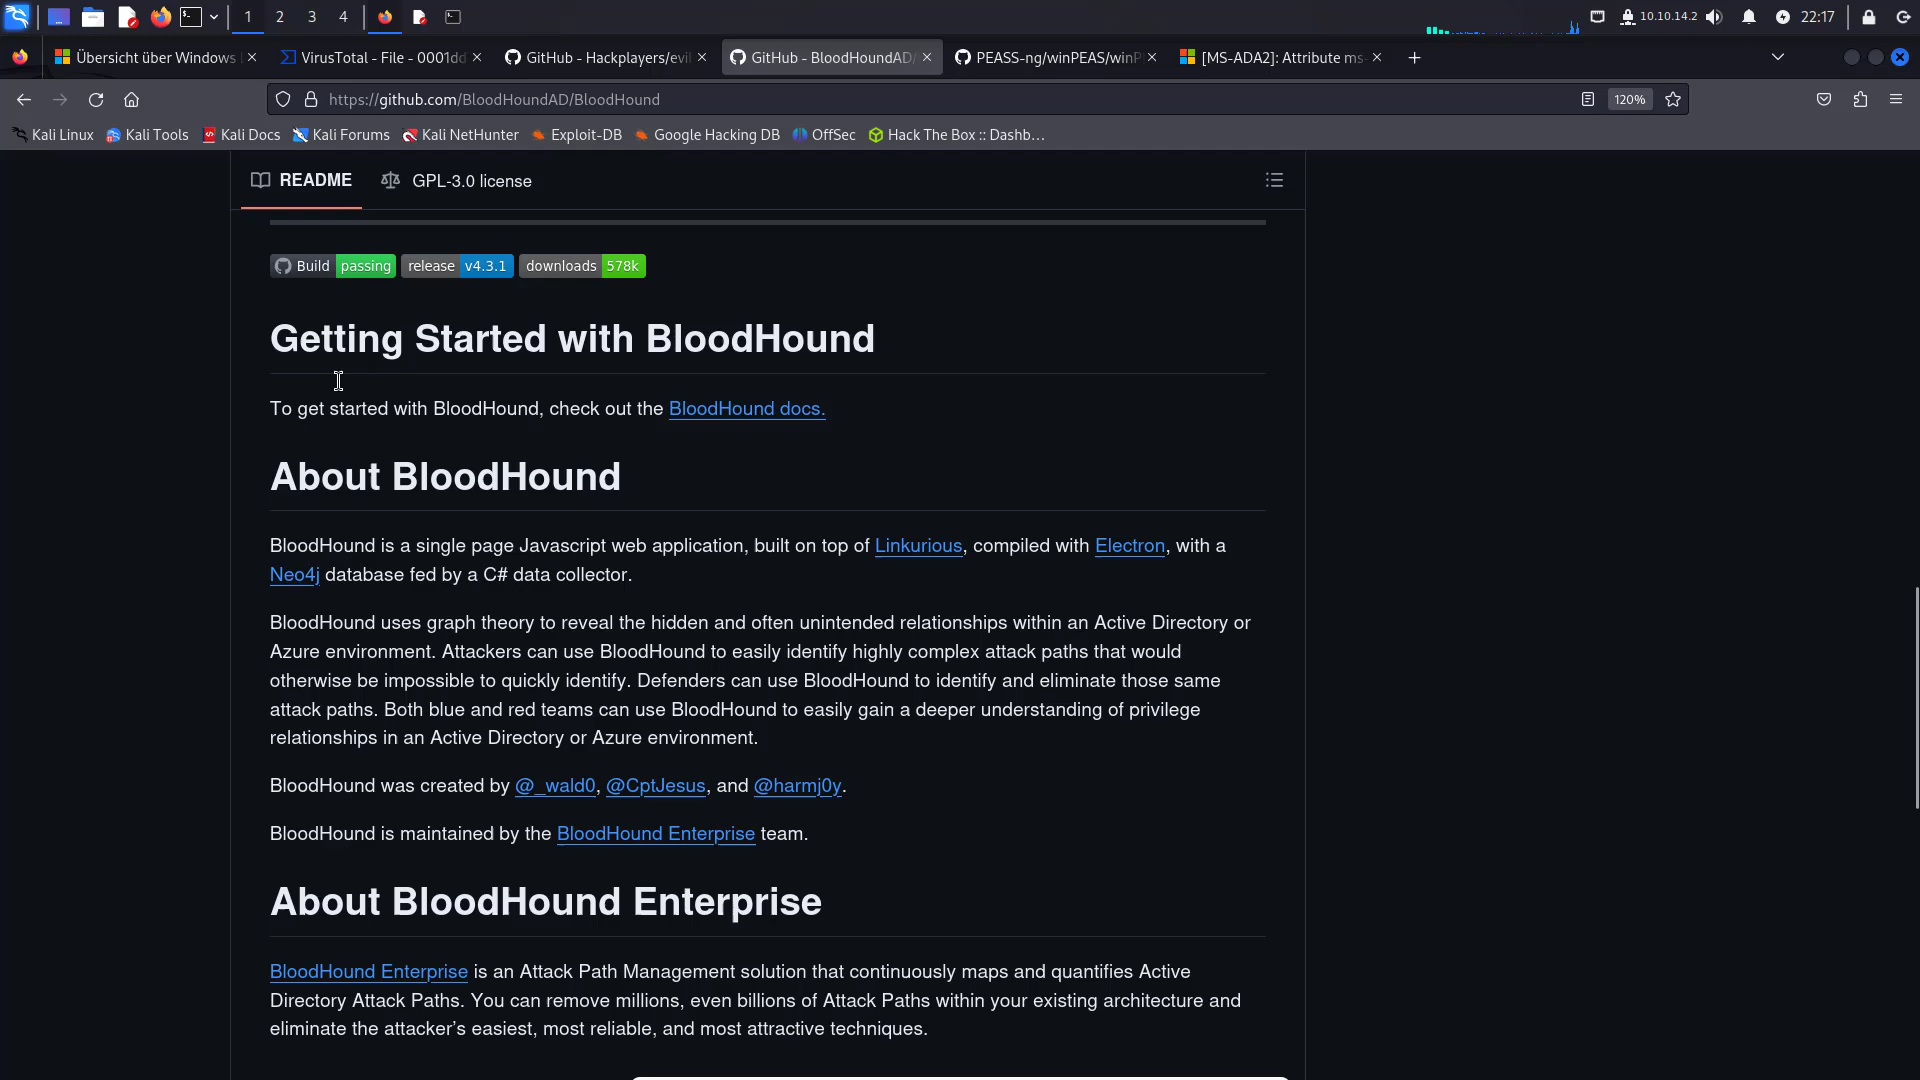 1 2 3 4 10.10.14.2 22:17
Übersicht über Windows
VirusTotal - File - 0001dd
GitHub - Hackplayers/evil
GitHub - BloodHoundAD/
PEASS-ng/winPEAS/winP
[MS-ADA2]: Attribute ms-
https://github.com/BloodHoundAD/BloodHound 120%
Kali Linux Kali Tools Kali Docs Kali Forums Kali NetHunter Exploit-DB Google Hacking DB OffSec Hack The Box :: Dashb...
README GPL-3.0 license
Build passing release v4.3.1 downloads 578k
Getting Started with BloodHound
To get started with BloodHound, check out the BloodHound docs.
About BloodHound
BloodHound is a single page Javascript web application, built on top of Linkurious, compiled with Electron, with a
Neo4j database fed by a C# data collector.
BloodHound uses graph theory to reveal the hidden and often unintended relationships within an Active Directory or
Azure environment. Attackers can use BloodHound to easily identify highly complex attack paths that would
otherwise be impossible to quickly identify. Defenders can use BloodHound to identify and eliminate those same
attack paths. Both blue and red teams can use BloodHound to easily gain a deeper understanding of privilege
relationships in an Active Directory or Azure environment.
BloodHound was created by @_wald0, @CptJesus, and @harmj0y.
BloodHound is maintained by the BloodHound Enterprise team.
About BloodHound Enterprise
BloodHound Enterprise is an Attack Path Management solution that continuously maps and quantifies Active
Directory Attack Paths. You can remove millions, even billions of Attack Paths within your existing architecture and
eliminate the attacker’s easiest, most reliable, and most attractive techniques.